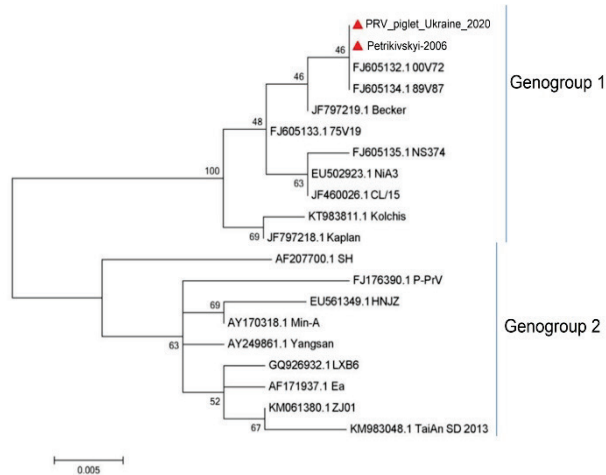 PRV_piglet_Ukraine_2020
46
Petrikivskyi-2006
46
FJ605132.1 00V72
Genogroup 1
FJ605134.1 89V87
JF797219.1 Becker
48
FJ605133.1 75V19
FJ605135.1 NS374
100
EU502923.1 NiA3
63
JF460026.1 CL/15
KT983811.1 Kolchis
69
JF797218.1 Kaplan
AF207700.1 SH
FJ176390.1 P-PrV
69
EU561349.1 HNJZ
AY170318.1 Min-A
Genogroup 2
63
AY249861.1 Yangsan
GQ926932.1 LXB6
AF171937.1 Ea
52
KM061380.1 ZJ01
67
KM983048.1 TaiAn SD 2013
0.005